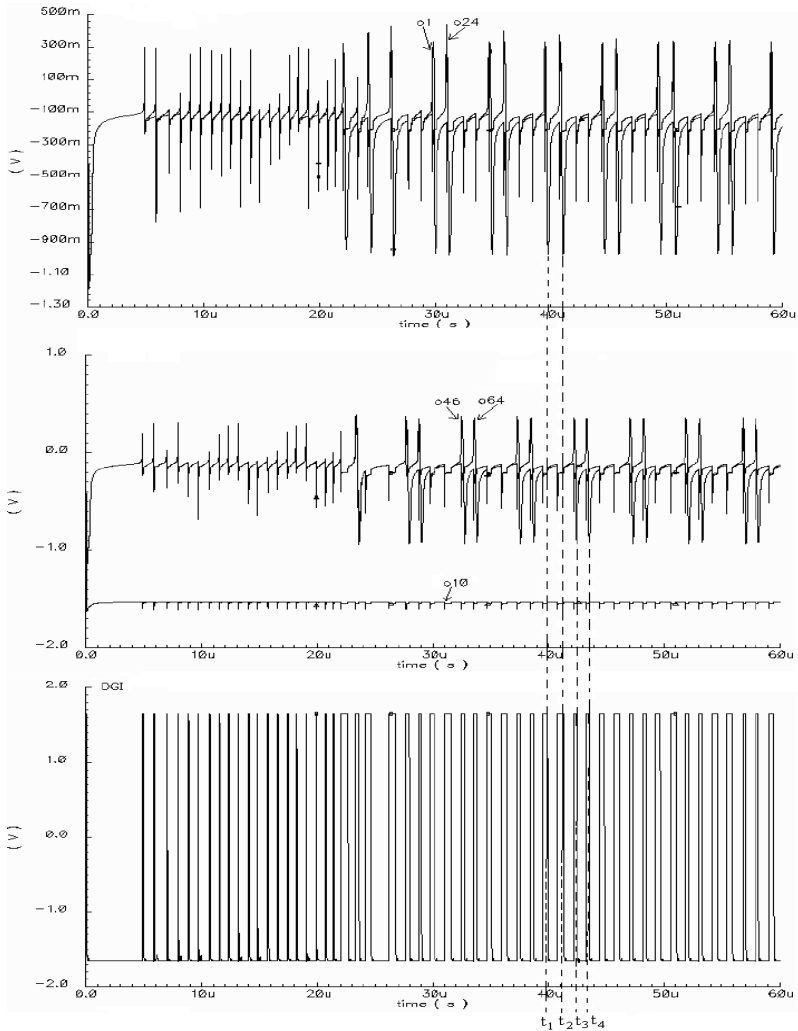 500m
o1 o24
300m
100m
-100m
-300m
(V)
-500m
-700m
-900m
-1.10
-1.30
0.0 10u 20u 30u 40u 50u 60u
time ( s )
1.0
o46 o64
0.0
(V)
-1.0
o10
-2.0
0.0 10u 20u 30u 40u 50u 60u
time ( s )
2.0 DGI
1.0
(V)
0.0
-1.0
-2.0
0.0 10u 20u 30u 40u 50u 60u
time ( s )
t1 t2 t3 t4